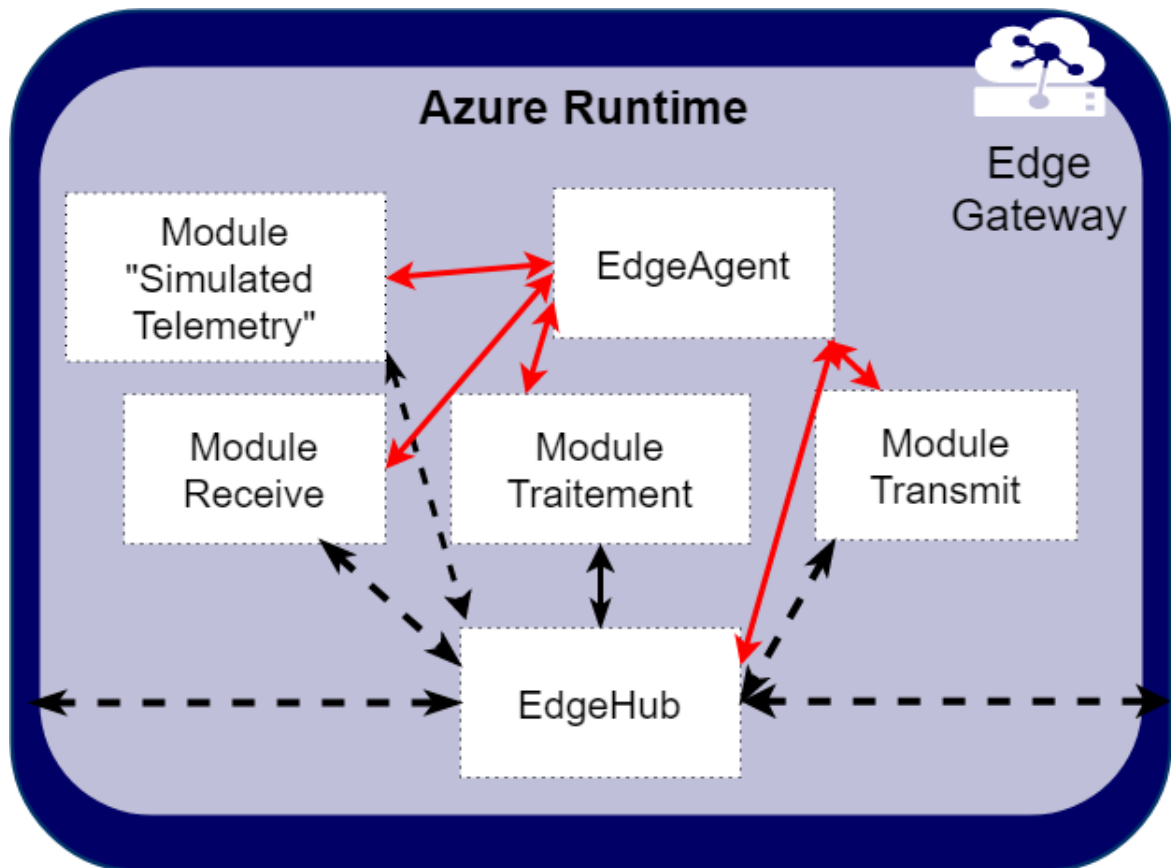 Azure Runtime
Edge
Gateway
Module
"Simulated
Telemetry"
EdgeAgent
Module
Receive
Module
Traitement
Module
Transmit
EdgeHub